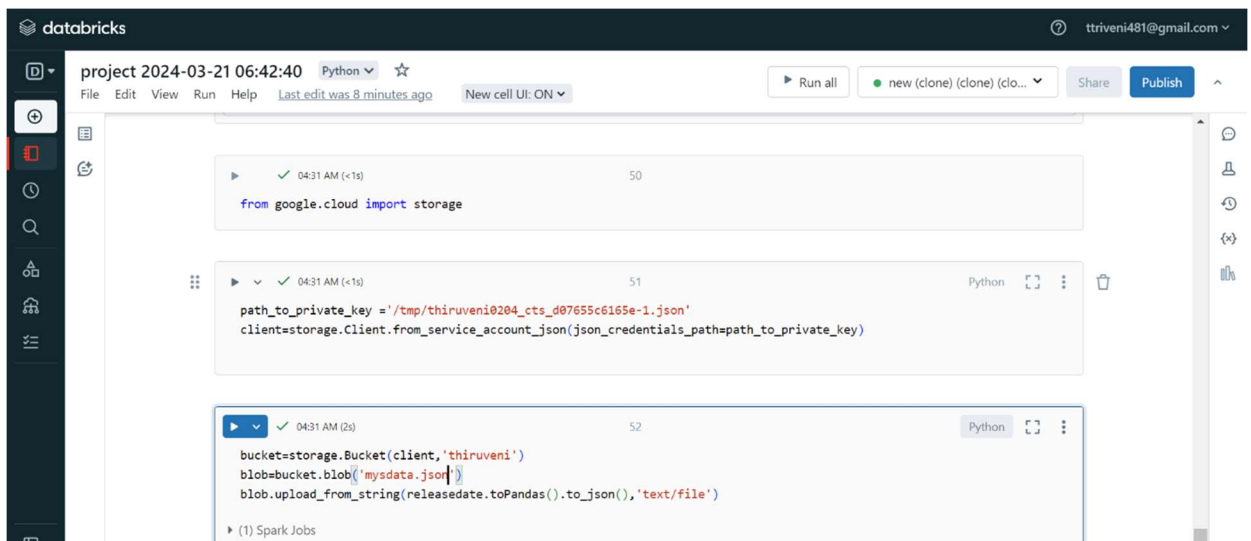 databricks
ttriveni481@gmail.com
D
project 2024-03-21 06:42:40 Python
File Edit View Run Help Last edit was 8 minutes ago New cell UI: ON
Run all
new (clone) (clone) (clo...
Share
Publish
04:31 AM (<1s)
50
from google.cloud import storage
04:31 AM (<1s)
51
Python
path_to_private_key ='/tmp/thiruveni0204_cts_d07655c6165e-1.json'
client=storage.Client.from_service_account_json(json_credentials_path=path_to_private_key)
04:31 AM (2s)
52
Python
bucket=storage.Bucket(client,'thiruveni')
blob=bucket.blob('mysdata.json')
blob.upload_from_string(releasedate.toPandas().to_json(),'text/file')
(1) Spark Jobs